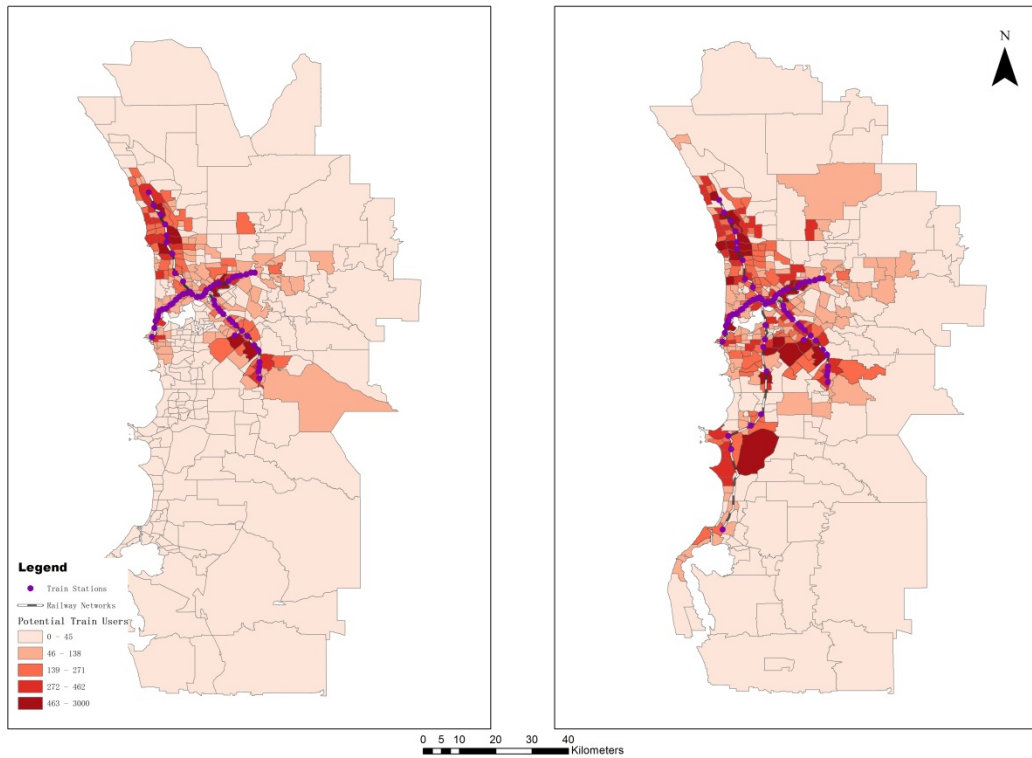 N
Legend
Train Stations
Railway Networks
Potential Train Users
0 - 45
46 - 138
139 - 271
272 - 462
463 - 3000
0 5 10 20 30 40
Kilometers